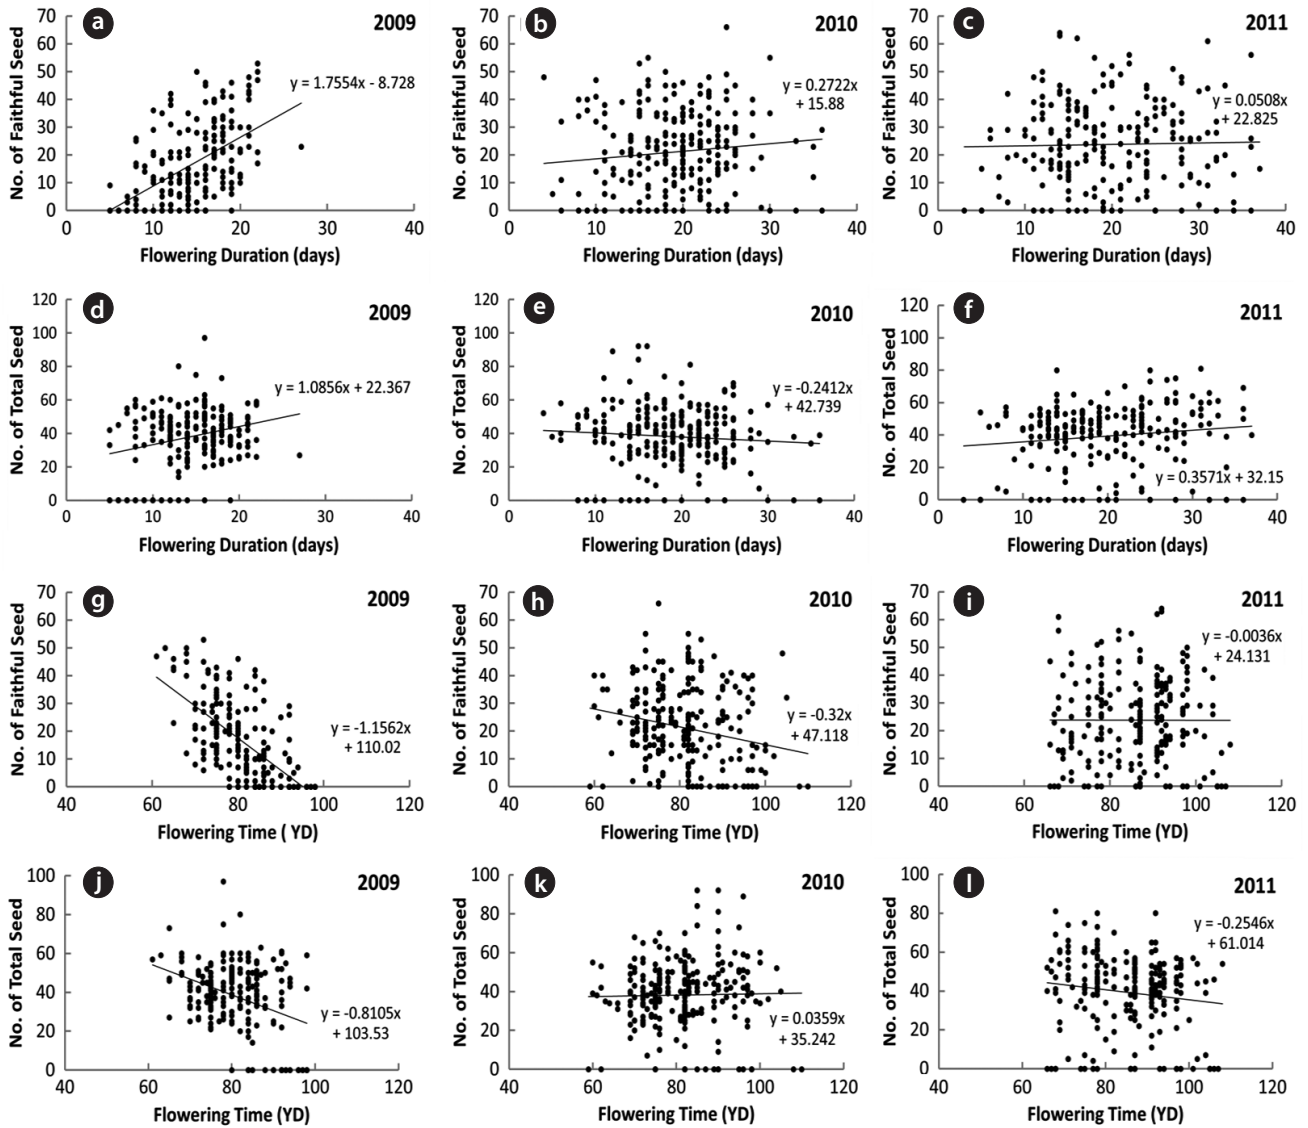 a
2009
y = 1.7554x - 8.728
No. of Faithful Seed
70
60
50
40
30
20
10
0
0 10 20 30 40
Flowering Duration (days)
b
2010
y = 0.2722x
+ 15.88
No. of Faithful Seed
70
60
50
40
30
20
10
0
0 10 20 30 40
Flowering Duration (days)
c
2011
y = 0.0508x
+ 22.825
No. of Faithful Seed
70
60
50
40
30
20
10
0
0 10 20 30 40
Flowering Duration (days)
d
2009
y = 1.0856x + 22.367
No. of Total Seed
120
100
80
60
40
20
0
0 10 20 30 40
Flowering Duration (days)
e
2010
y = -0.2412x
+ 42.739
No. of Total Seed
120
100
80
60
40
20
0
0 10 20 30 40
Flowering Duration (days)
f
2011
y = 0.3571x + 32.15
No. of Total Seed
120
100
80
60
40
20
0
0 10 20 30 40
Flowering Duration (days)
g
2009
y = -1.1562x
+ 110.02
No. of Faithful Seed
70
60
50
40
30
20
10
0
40 60 80 100 120
Flowering Time ( YD)
h
2010
y = -0.32x
+ 47.118
No. of Faithful Seed
70
60
50
40
30
20
10
0
40 60 80 100 120
Flowering Time (YD)
i
2011
y = -0.0036x
+ 24.131
No. of Faithful Seed
70
60
50
40
30
20
10
0
40 60 80 100 120
Flowering Time (YD)
j
2009
y = -0.8105x
+ 103.53
No. of Total Seed
100
80
60
40
20
0
40 60 80 100 120
Flowering Time (YD)
k
2010
y = 0.0359x
+ 35.242
No. of Total Seed
100
80
60
40
20
0
40 60 80 100 120
Flowering Time (YD)
l
2011
y = -0.2546x
+ 61.014
No. of Total Seed
100
80
60
40
20
0
40 60 80 100 120
Flowering Time (YD)